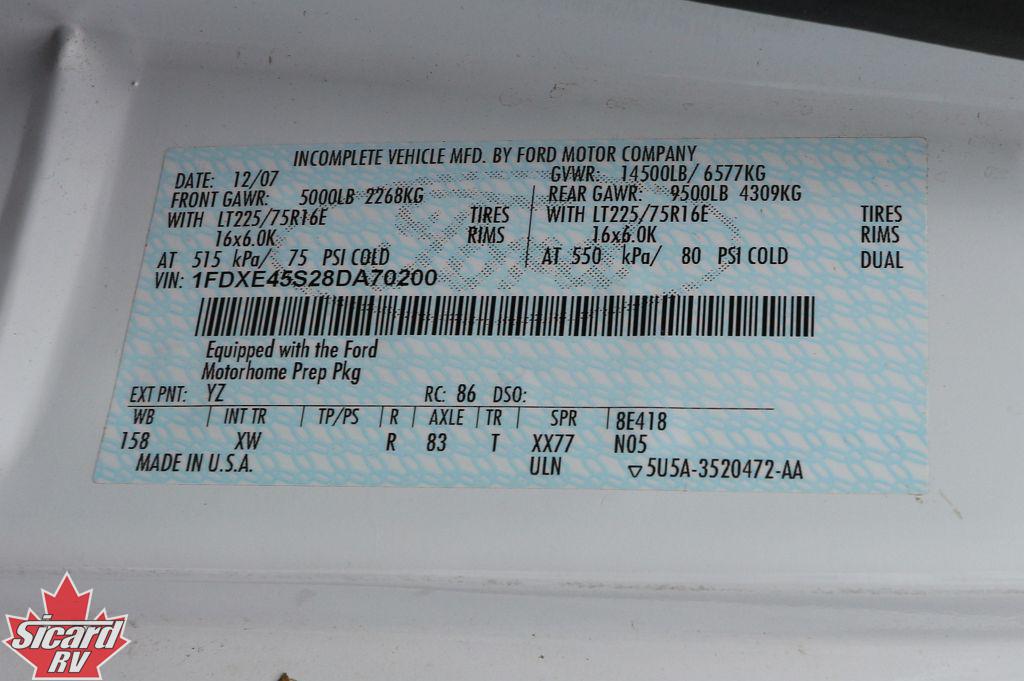 INCOMPLETE VEHICLE MFD. BY FORD MOTOR COMPANY
DATE: 12/07 GVWR: 14500LB/ 6577KG
FRONT GAWR: 5000LB 2268KG REAR GAWR: 9500LB 4309KG
WITH LT225/75R16E TIRES WITH LT225/75R16E TIRES
16x6.0K RIMS 16x6.0K RIMS
AT 515 kPa/ 75 PSI COLD AT 550 kPa/ 80 PSI COLD DUAL
VIN: 1FDXE45S28DA70200
Equipped with the Ford
Motorhome Prep Pkg
EXT PNT: YZ RC: 86 DSO:
WB INT TR TP/PS R AXLE TR SPR 8E418
158 XW R 83 T XX77 N05
MADE IN U.S.A. ULN ▽5U5A-3520472-AA
Sicard
RV